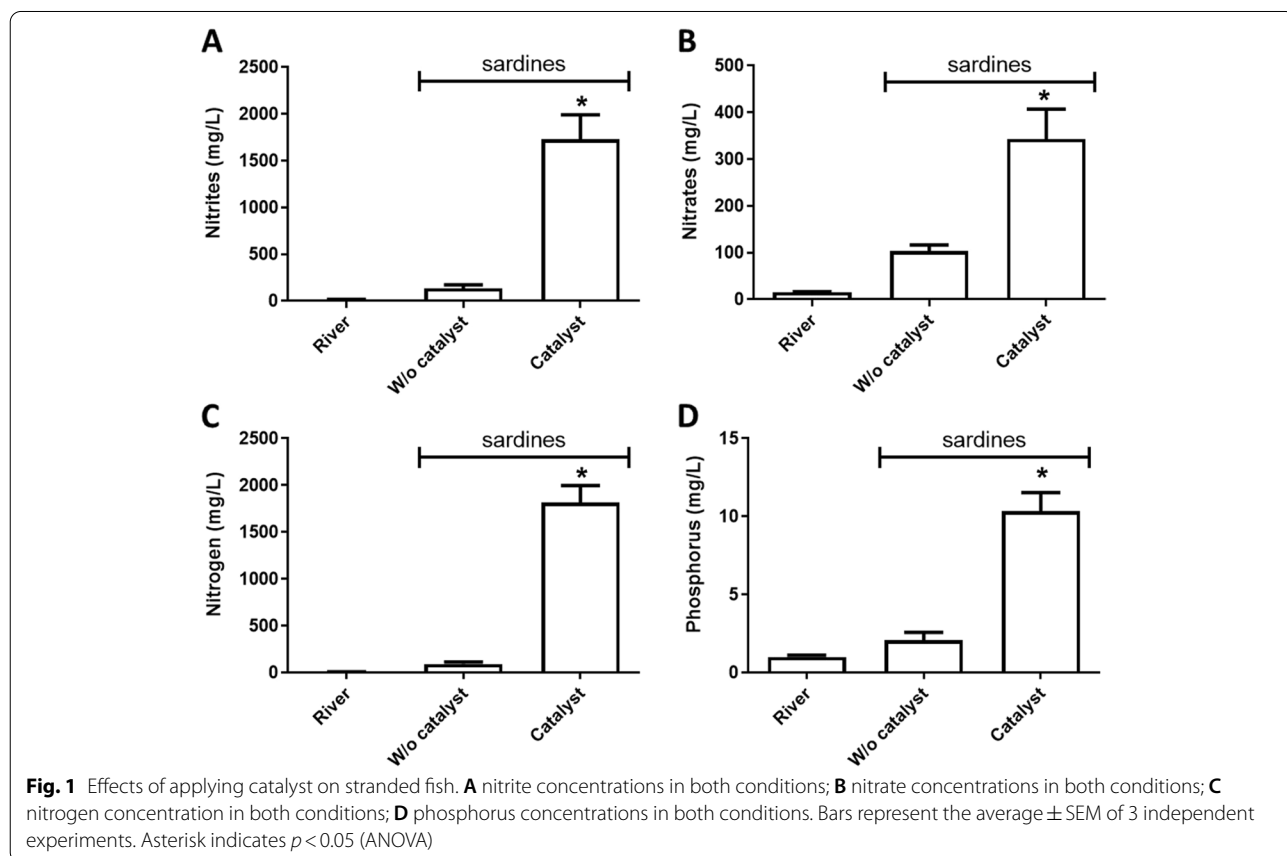 A
sardines
2500
2000
1500
1000
500
0
Nitrites (mg/L)
*
River
W/o catalyst
Catalyst
B
sardines
500
400
300
200
100
0
Nitrates (mg/L)
*
River
W/o catalyst
Catalyst
C
sardines
2500
2000
1500
1000
500
0
Nitrogen (mg/L)
*
River
W/o catalyst
Catalyst
D
sardines
15
10
5
0
Phosphorus (mg/L)
*
River
W/o catalyst
Catalyst
Fig. 1 Effects of applying catalyst on stranded fish. A nitrite concentrations in both conditions; B nitrate concentrations in both conditions; C
nitrogen concentration in both conditions; D phosphorus concentrations in both conditions. Bars represent the average ± SEM of 3 independent
experiments. Asterisk indicates p < 0.05 (ANOVA)